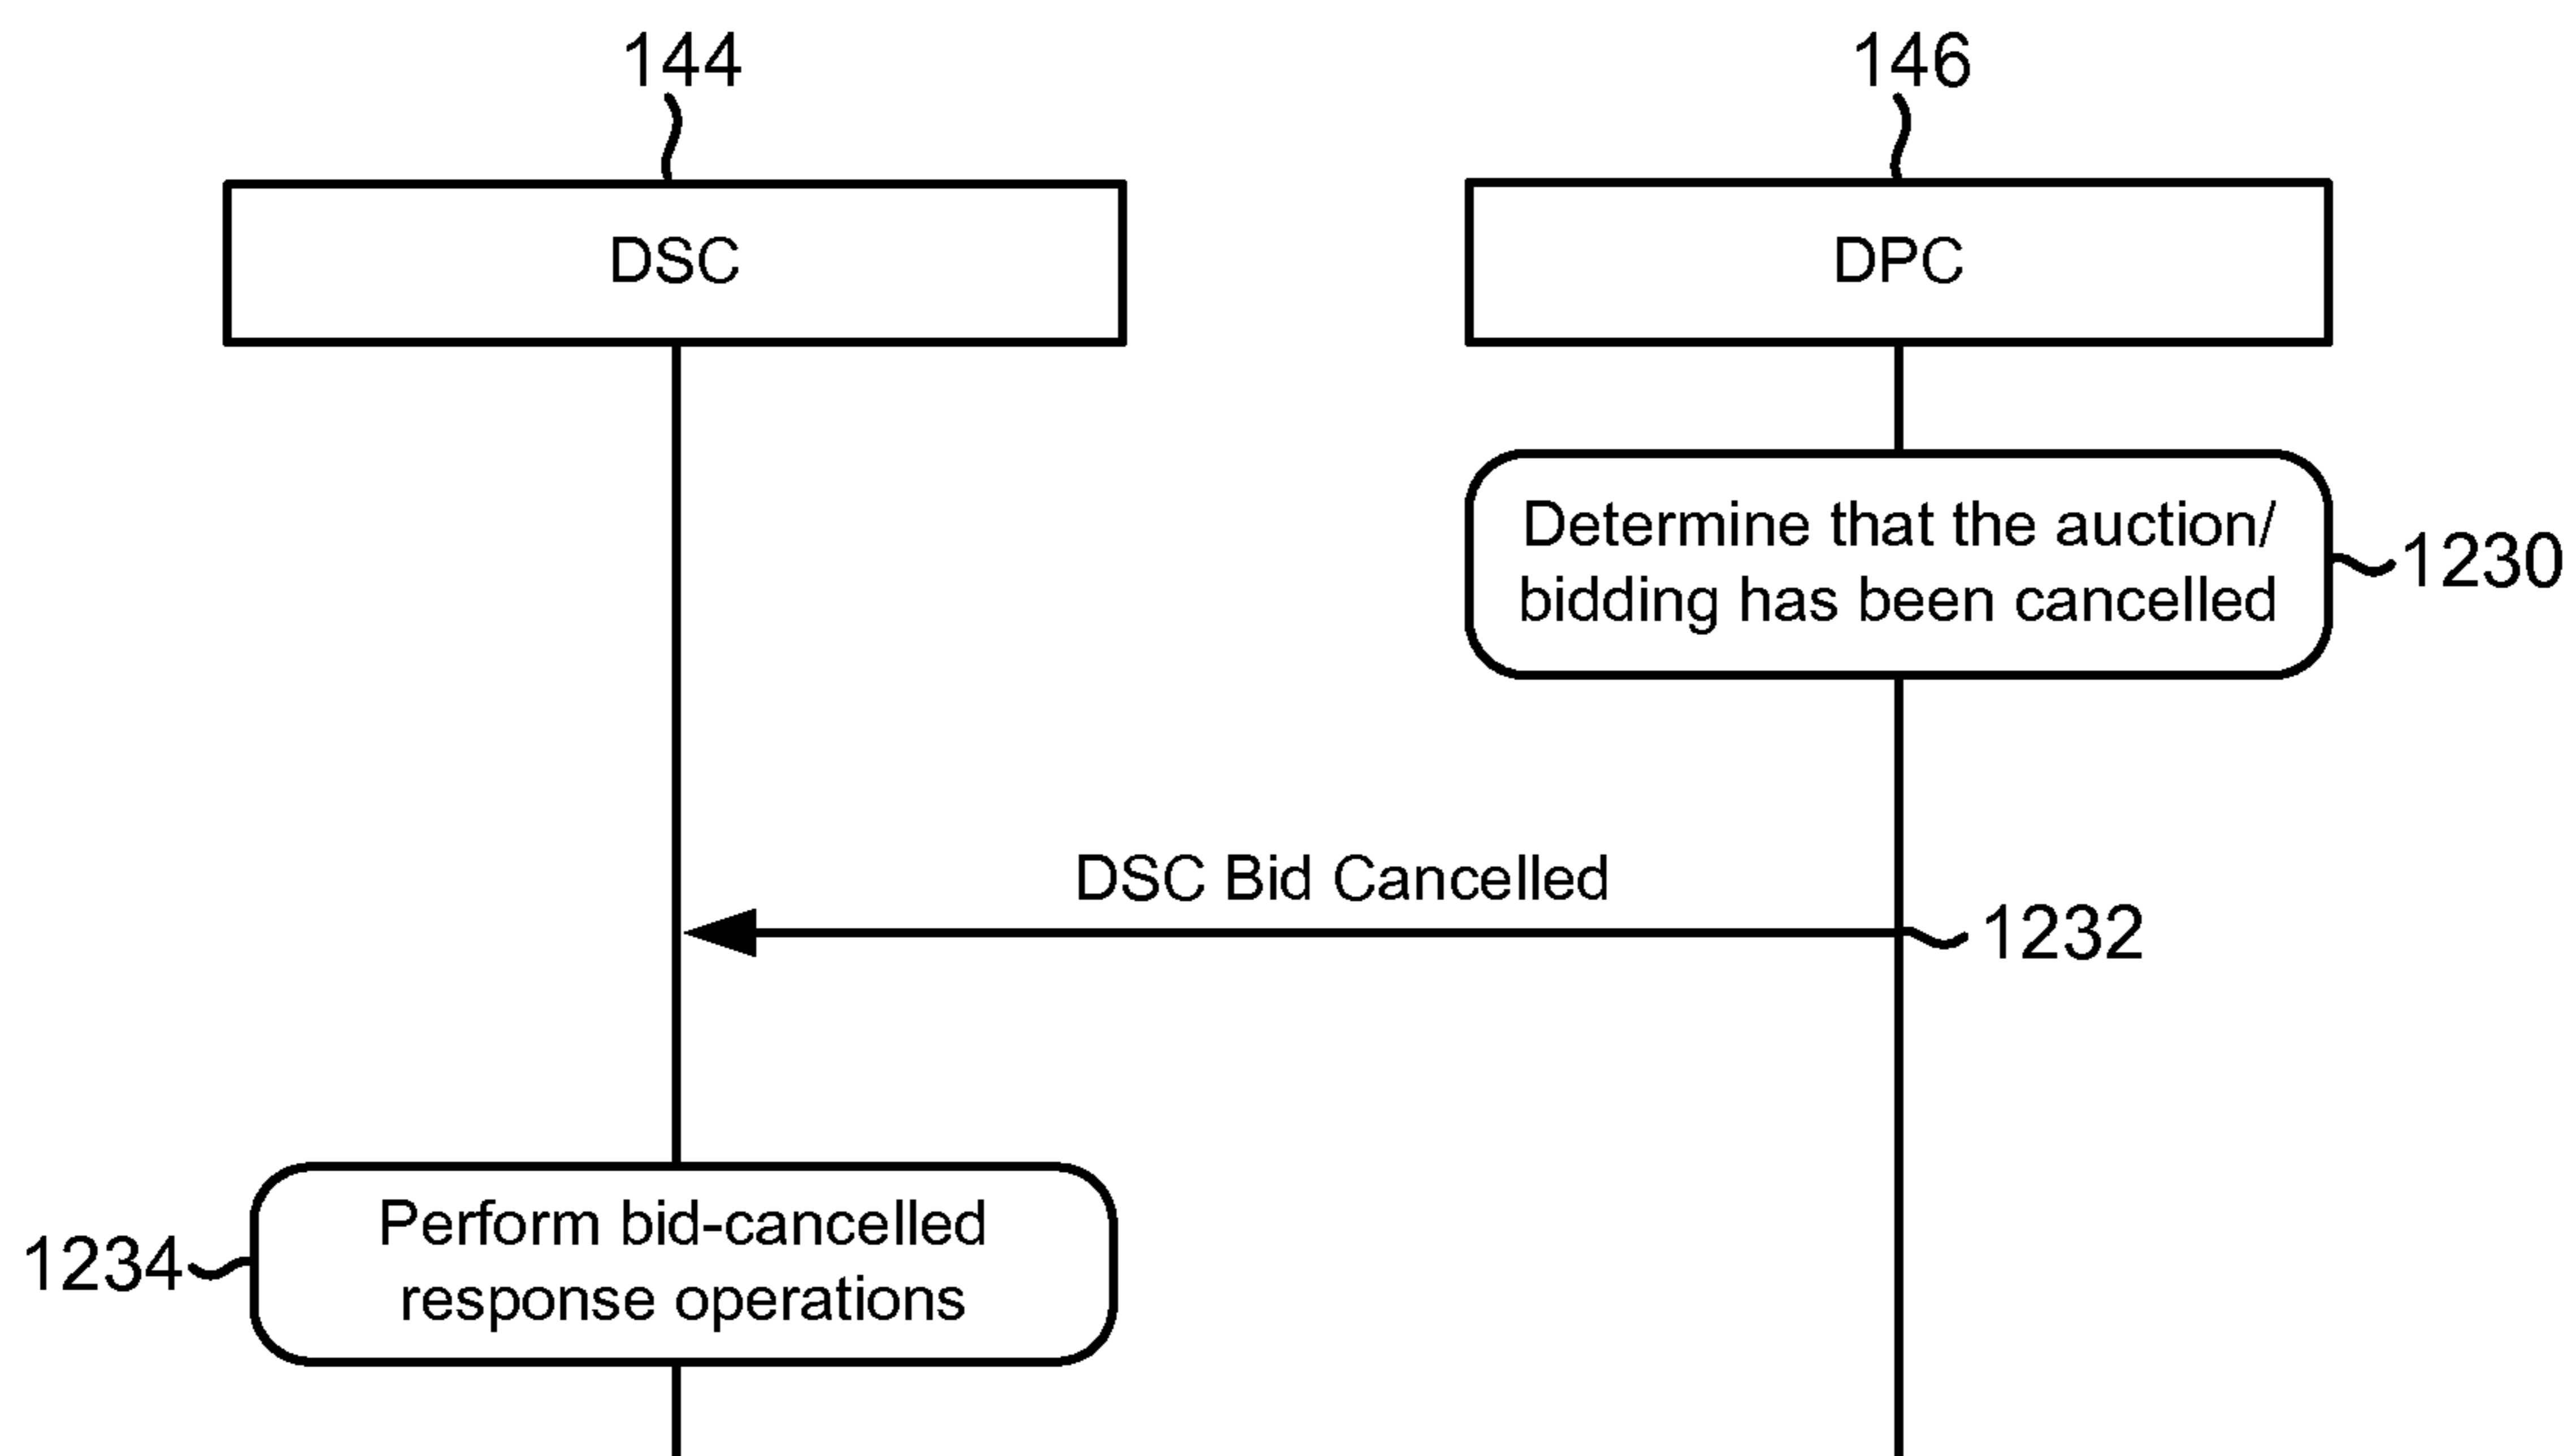 144
146
DSC
DPC
Determine that the auction/
bidding has been cancelled
1230
DSC Bid Cancelled
1232
Perform bid-cancelled
response operations
1234